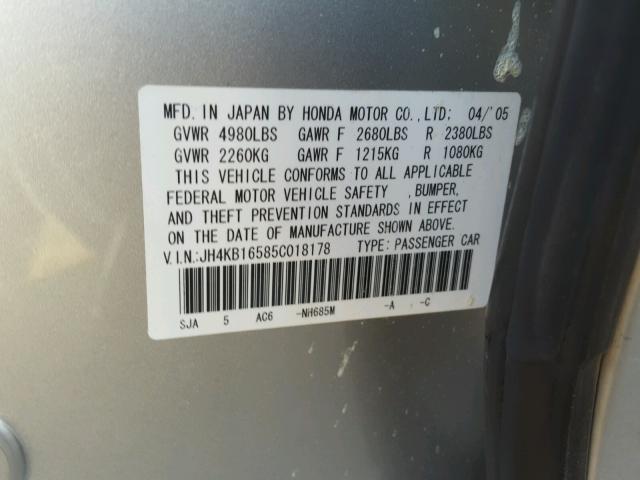 MFD. IN JAPAN BY HONDA MOTOR CO., LTD; 04/'05
GVWR 4980LBS GAWR F 2680LBS R 2380LBS
GVWR 2260KG GAWR F 1215KG R 1080KG
THIS VEHICLE CONFORMS TO ALL APPLICABLE
FEDERAL MOTOR VEHICLE SAFETY ,BUMPER,
AND THEFT PREVENTION STANDARDS IN EFFECT
ON THE DATE OF MANUFACTURE SHOWN ABOVE.
V.I.N.:JH4KB16585C018178 TYPE: PASSENGER CAR
SJA 5 AC6 -NH685M -A -C